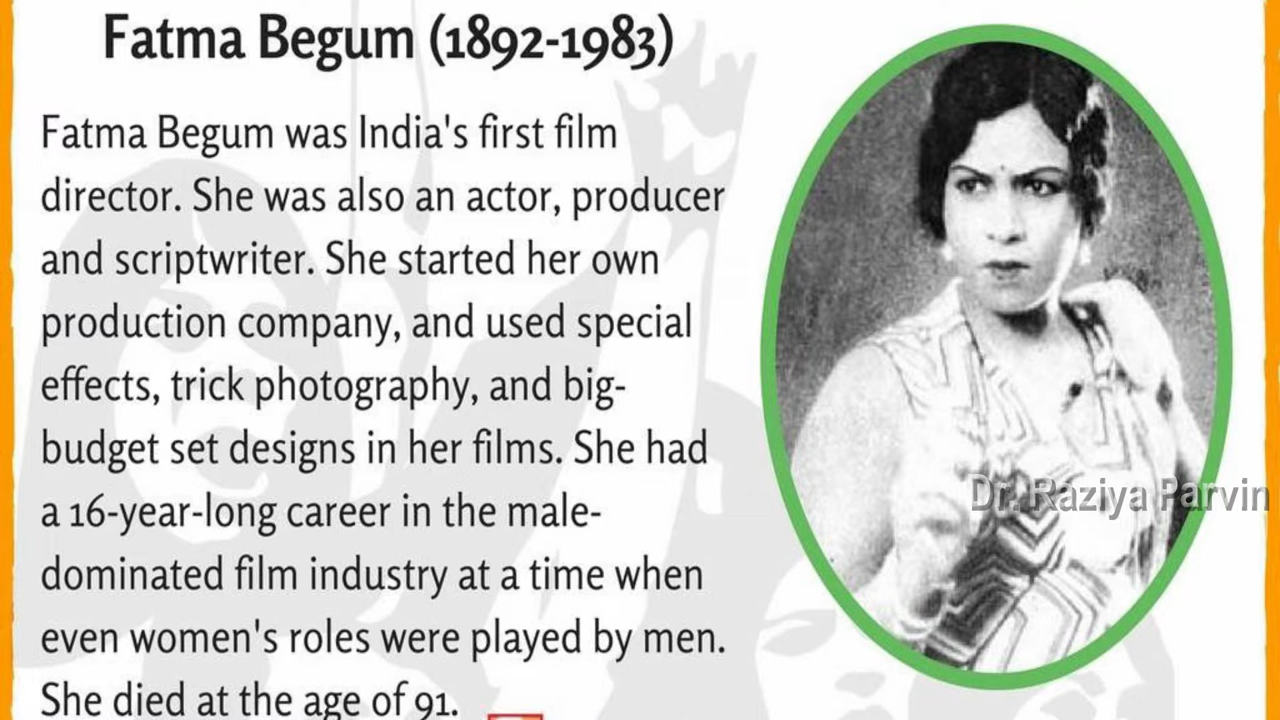 Fatma Begum (1892-1983)
Fatma Begum was India's first film
director. She was also an actor, producer
and scriptwriter. She started her own
production company, and used special
effects, trick photography, and big-
budget set designs in her films. She had
a 16-year-long career in the male-
dominated film industry at a time when
even women's roles were played by men.
She died at the age of 91.
Dr. Raziya Parvin